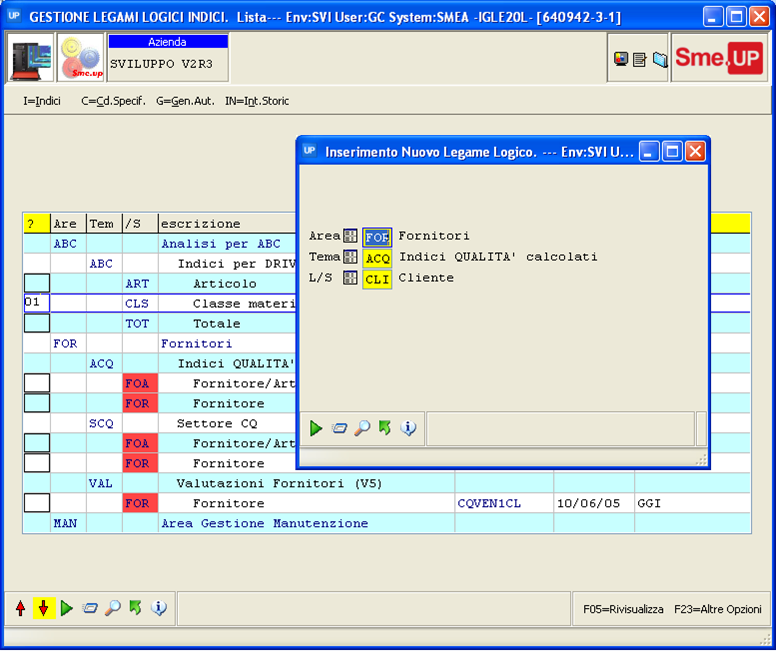 UP GESTIONE LEGAMI LOGICI INDICI. Lista--- Env:SVI User:GC System:SMEA -IGLE20L- [640942-3-1]
Sme.up
Azienda
SVILUPPO V2R3
Sme.UP
I=Indici C=Cd.Specif. G=Gen.Aut. IN=Int.Storic
UP Inserimento Nuovo Legame Logico. --- Env:SVI U...
Area FOR Fornitori
Tema ACQ Indici QUALITA' calcolati
L/S CLI Cliente
? Are Tem /S escrizione
ABC Analisi per ABC
ABC Indici per DRIV
ART Articolo
01 CLS Classe materi
TOT Totale
FOR Fornitori
ACQ Indici QUALITA'
FOA Fornitore/Art
FOR Fornitore
SCQ Settore CQ
FOA Fornitore/Art
FOR Fornitore
VAL Valutazioni Fornitori (V5)
FOR Fornitore CQVEN1CL 10/06/05 GGI
MAN Area Gestione Manutenzione
F05=Rivisualizza F23=Altre Opzioni